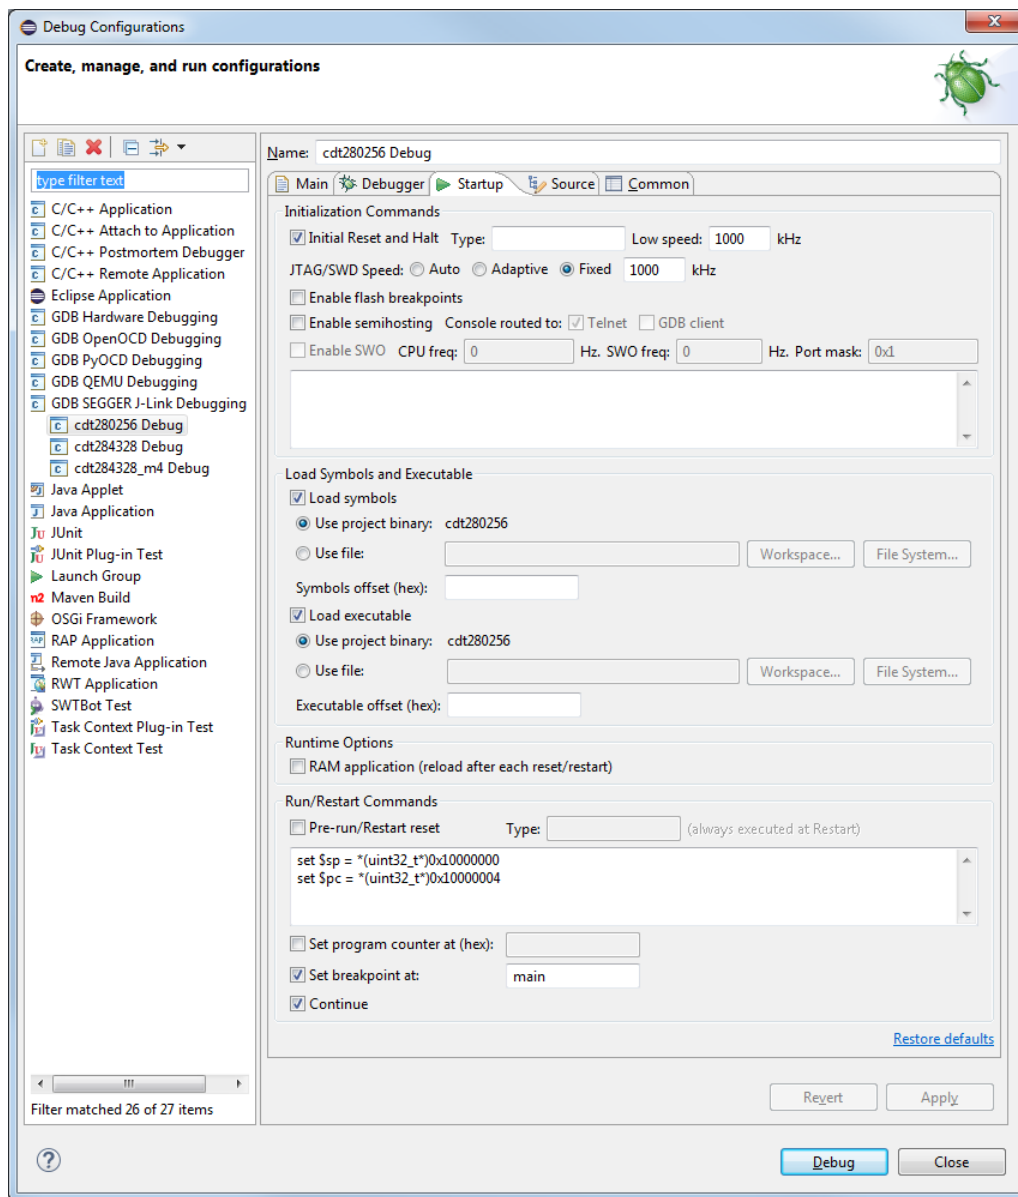 Debug Configurations
Create, manage, and run configurations
type filter text
C/C++ Application
C/C++ Attach to Application
C/C++ Postmortem Debugger
C/C++ Remote Application
Eclipse Application
GDB Hardware Debugging
GDB OpenOCD Debugging
GDB PyOCD Debugging
GDB QEMU Debugging
GDB SEGGER J-Link Debugging
cdt280256 Debug
cdt284328 Debug
cdt284328_m4 Debug
Java Applet
Java Application
JUnit
JUnit Plug-in Test
Launch Group
Maven Build
OSGi Framework
RAP Application
Remote Java Application
RWT Application
SWTBot Test
Task Context Plug-in Test
Task Context Test
Filter matched 26 of 27 items
Name: cdt280256 Debug
Main Debugger Startup Source Common
Initialization Commands
Initial Reset and Halt Type: Low speed: 1000 kHz
JTAG/SWD Speed: Auto Adaptive Fixed 1000 kHz
Enable flash breakpoints
Enable semihosting Console routed to: Telnet GDB client
Enable SWO CPU freq: 0 Hz. SWO freq: 0 Hz. Port mask: 0x1
Load Symbols and Executable
Load symbols
Use project binary: cdt280256
Use file: Workspace... File System...
Symbols offset (hex):
Load executable
Use project binary: cdt280256
Use file: Workspace... File System...
Executable offset (hex):
Runtime Options
RAM application (reload after each reset/restart)
Run/Restart Commands
Pre-run/Restart reset Type: (always executed at Restart)
set $sp = *(uint32_t*)0x10000000
set $pc = *(uint32_t*)0x10000004
Set program counter at (hex):
Set breakpoint at: main
Continue
Restore defaults
Revert Apply
Debug Close